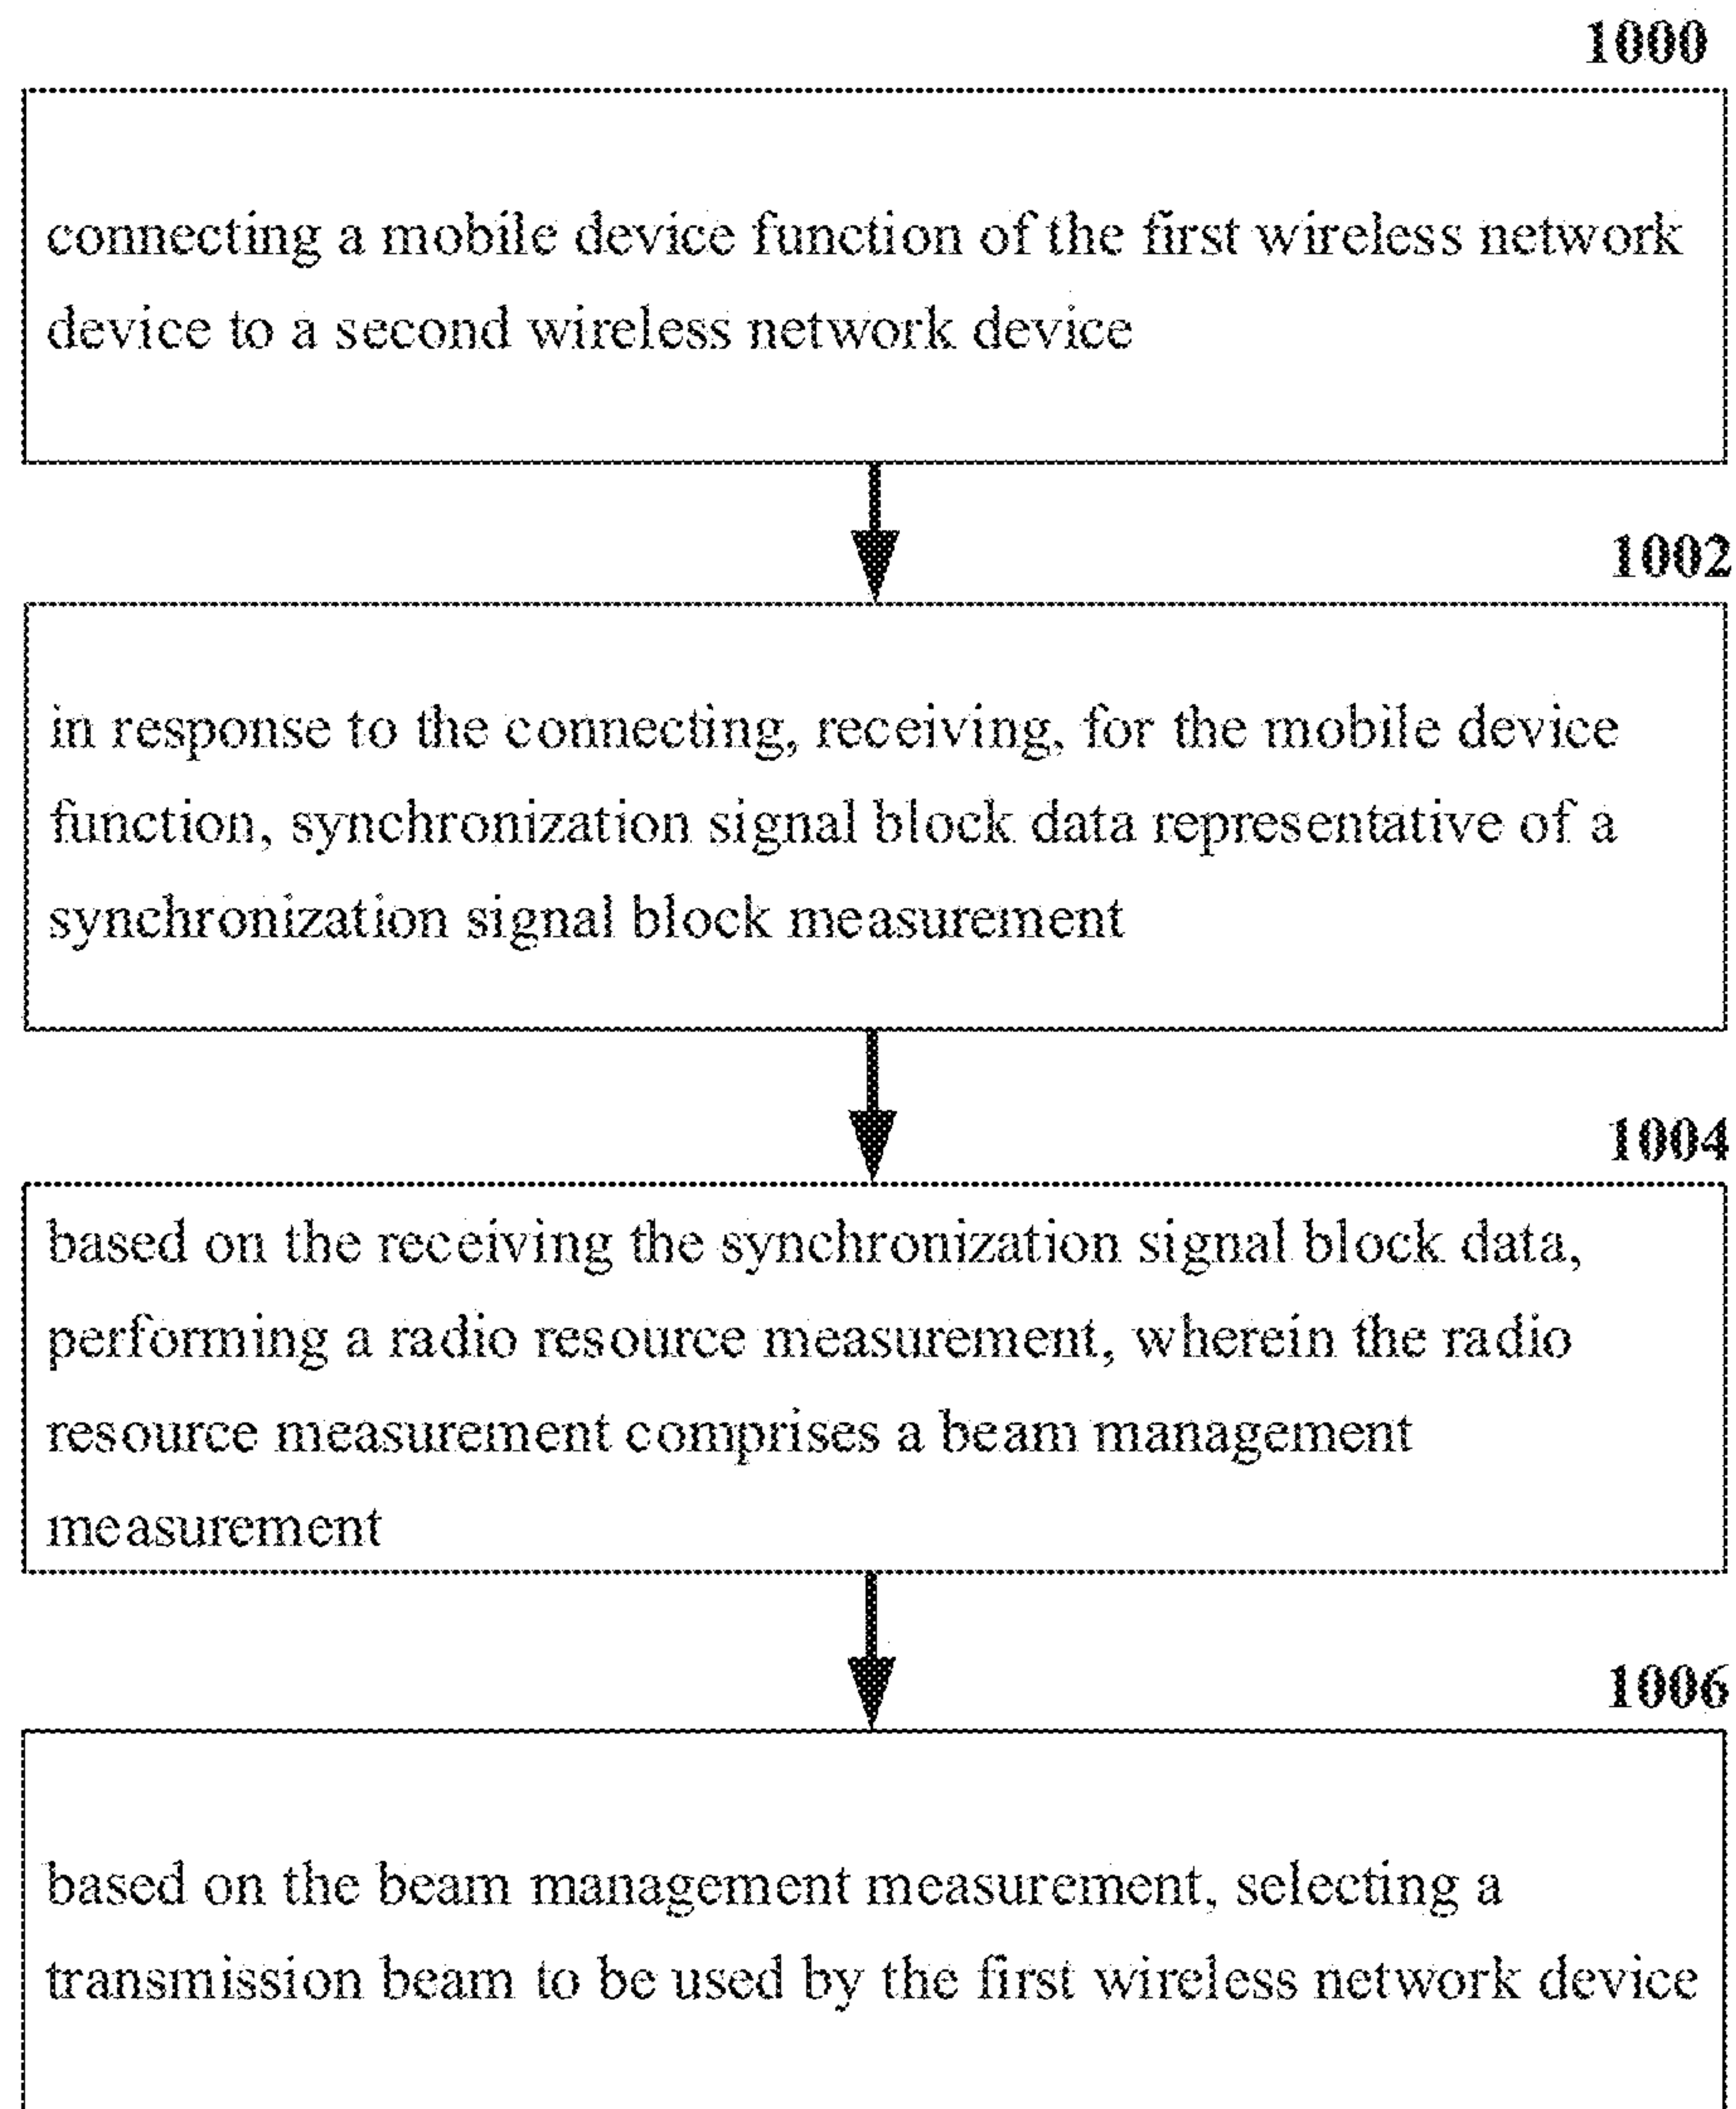 1000
connecting a mobile device function of the first wireless network
device to a second wireless network device
1002
in response to the connecting, receiving, for the mobile device
function, synchronization signal block data representative of a
synchronization signal block measurement
1004
based on the receiving the synchronization signal block data,
performing a radio resource measurement, wherein the radio
resource measurement comprises a beam management
measurement
1006
based on the beam management measurement, selecting a
transmission beam to be used by the first wireless network device